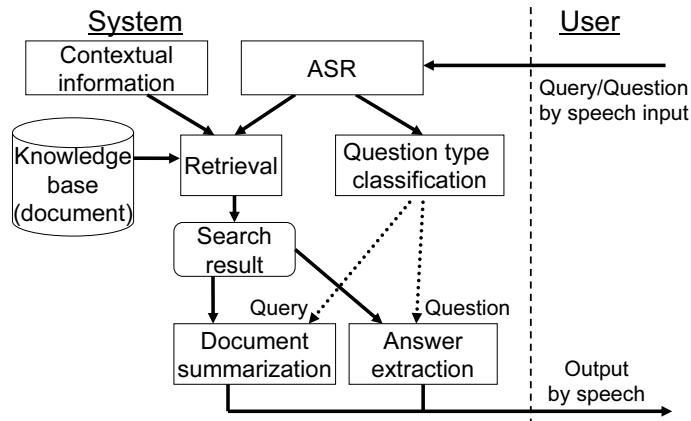 System
User
Contextual
information
ASR
Query/Question
by speech input
Knowledge
base
(document)
Retrieval
Question type
classification
Search
result
Query
Question
Document
summarization
Answer
extraction
Output
by speech